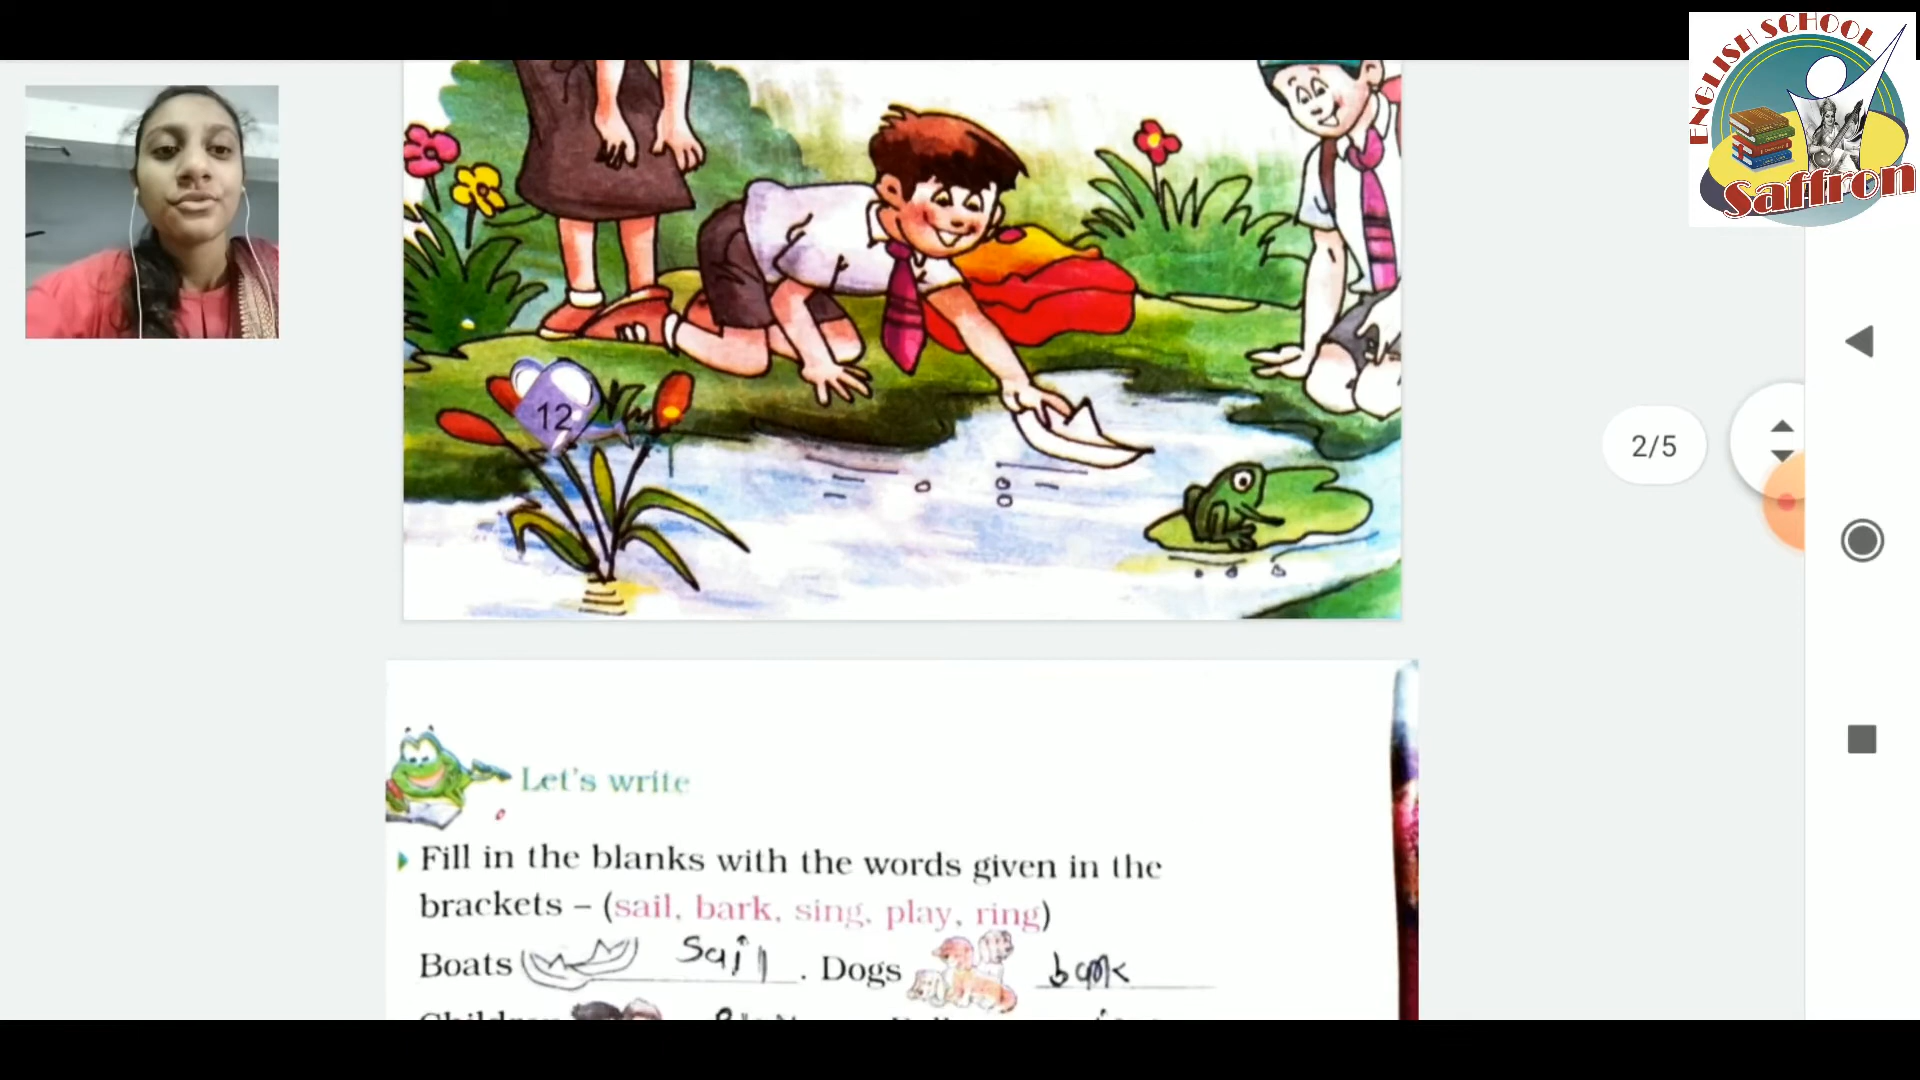 ENGLISH SCHOOL
Saffron
12
2/5
Let's write
Fill in the blanks with the words given in the
brackets – (sail, bark, sing, play, ring)
Boats sail . Dogs bark
Children